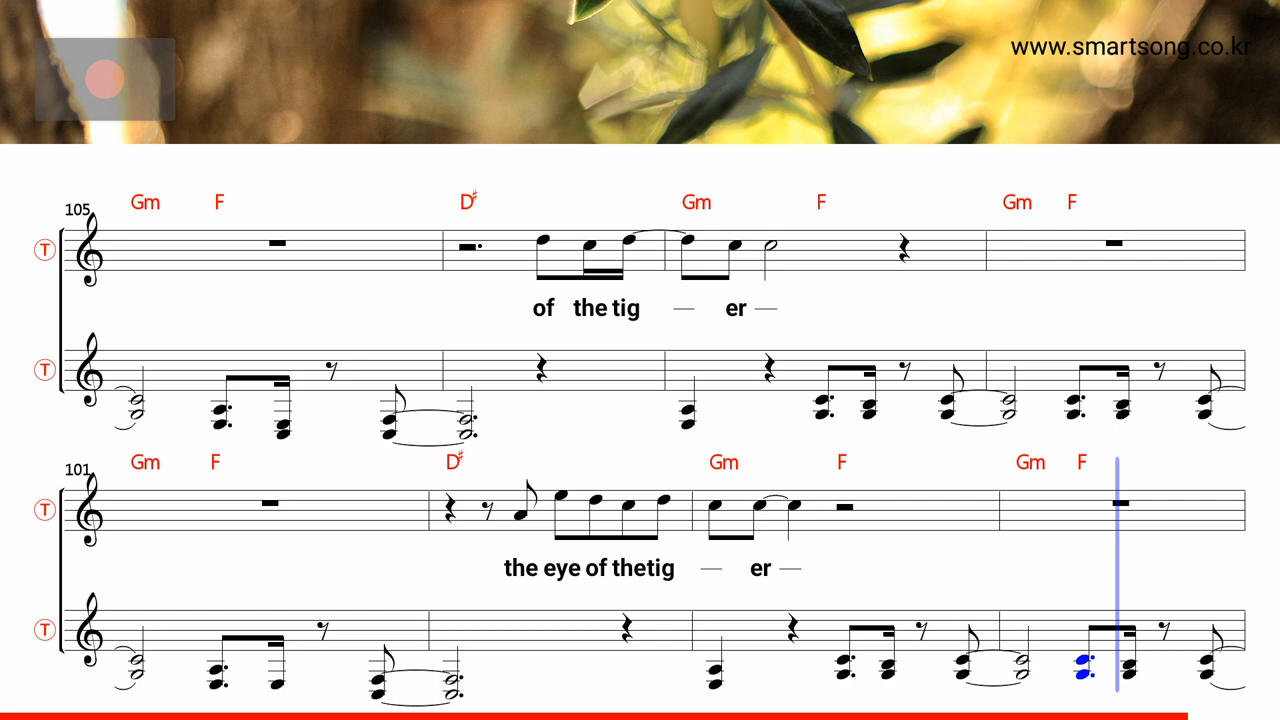 www.smartsong.co.kr
Gm F D♯ Gm F Gm F
105
T
of the tig — er —
T
Gm F D♯ Gm F Gm F
101
T
the eye of thetig — er —
T